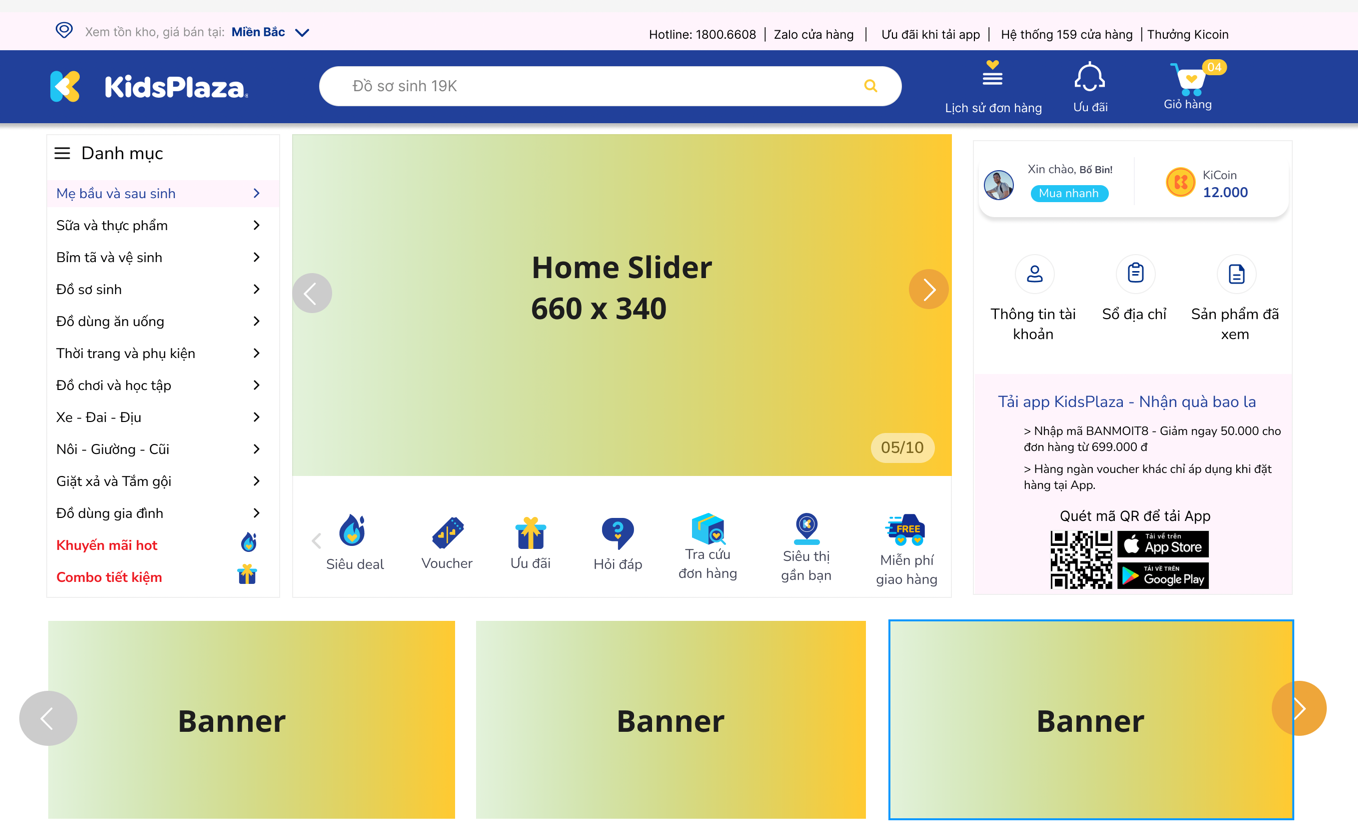 Xem tồn kho, giá bán tại: Miền Bắc
Hotline: 1800.6608 | Zalo cửa hàng | Ưu đãi khi tải app | Hệ thống 159 cửa hàng | Thưởng Kicoin
KidsPlaza
Đồ sơ sinh 19K
Lịch sử đơn hàng
Ưu đãi
04
Giỏ hàng
Danh mục
Mẹ bầu và sau sinh
Sữa và thực phẩm
Bỉm tã và vệ sinh
Đồ sơ sinh
Đồ dùng ăn uống
Thời trang và phụ kiện
Đồ chơi và học tập
Xe - Đai - Địu
Nôi - Giường - Cũi
Giặt xả và Tắm gội
Đồ dùng gia đình
Khuyến mãi hot
Combo tiết kiệm
Home Slider
660 x 340
05/10
Siêu deal
Voucher
Ưu đãi
Hỏi đáp
Tra cứu
đơn hàng
Siêu thị
gần bạn
FREE
Miễn phí
giao hàng
Xin chào, Bố Bin!
Mua nhanh
KiCoin
12.000
Thông tin tài
khoản
Sổ địa chỉ
Sản phẩm đã
xem
Tải app KidsPlaza - Nhận quà bao la
> Nhập mã BANMOIT8 - Giảm ngay 50.000 cho
đơn hàng từ 699.000 đ
> Hàng ngàn voucher khác chỉ áp dụng khi đặt
hàng tại App.
Quét mã QR để tải App
Tải về trên
App Store
TẢI VỀ TRÊN
Google Play
Banner
Banner
Banner